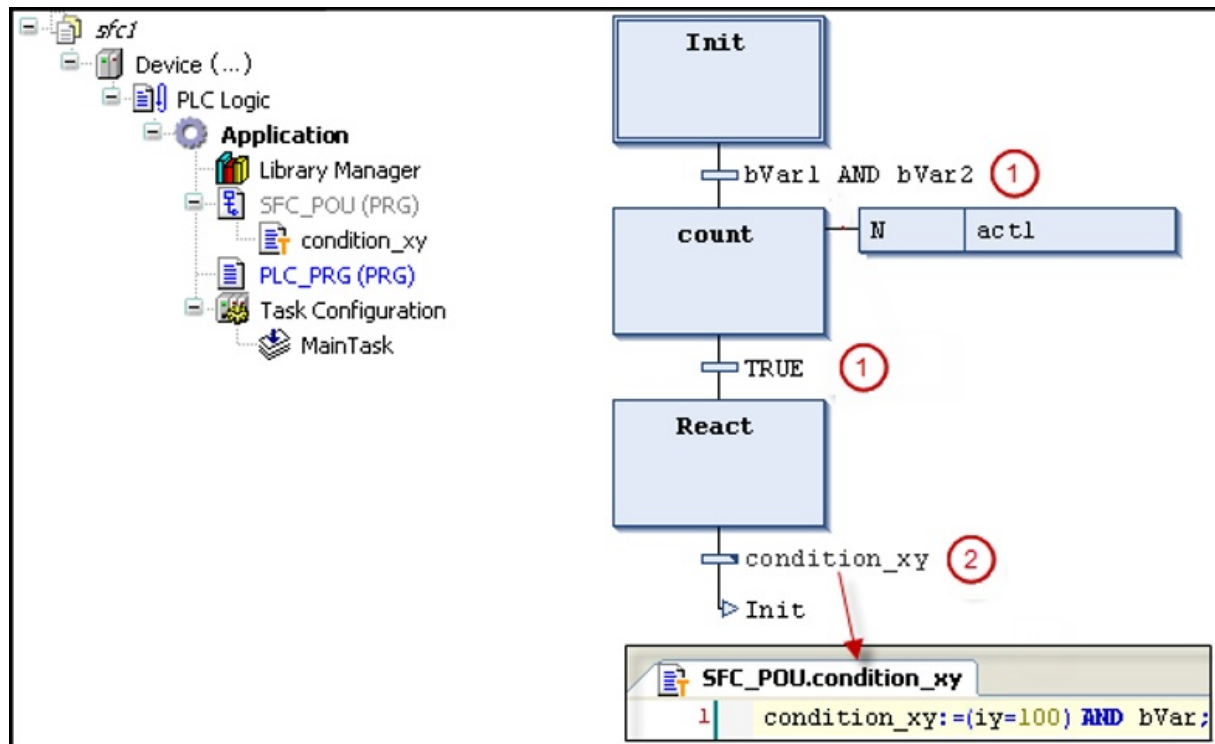 sfc1
Device (...)
PLC Logic
Application
Library Manager
SFC_POU (PRG)
condition_xy
PLC_PRG (PRG)
Task Configuration
MainTask
Init
bVar1 AND bVar2 1
count
N act1
TRUE 1
React
condition_xy 2
Init
SFC_POU.condition_xy
1 condition_xy:=(iy=100) AND bVar;